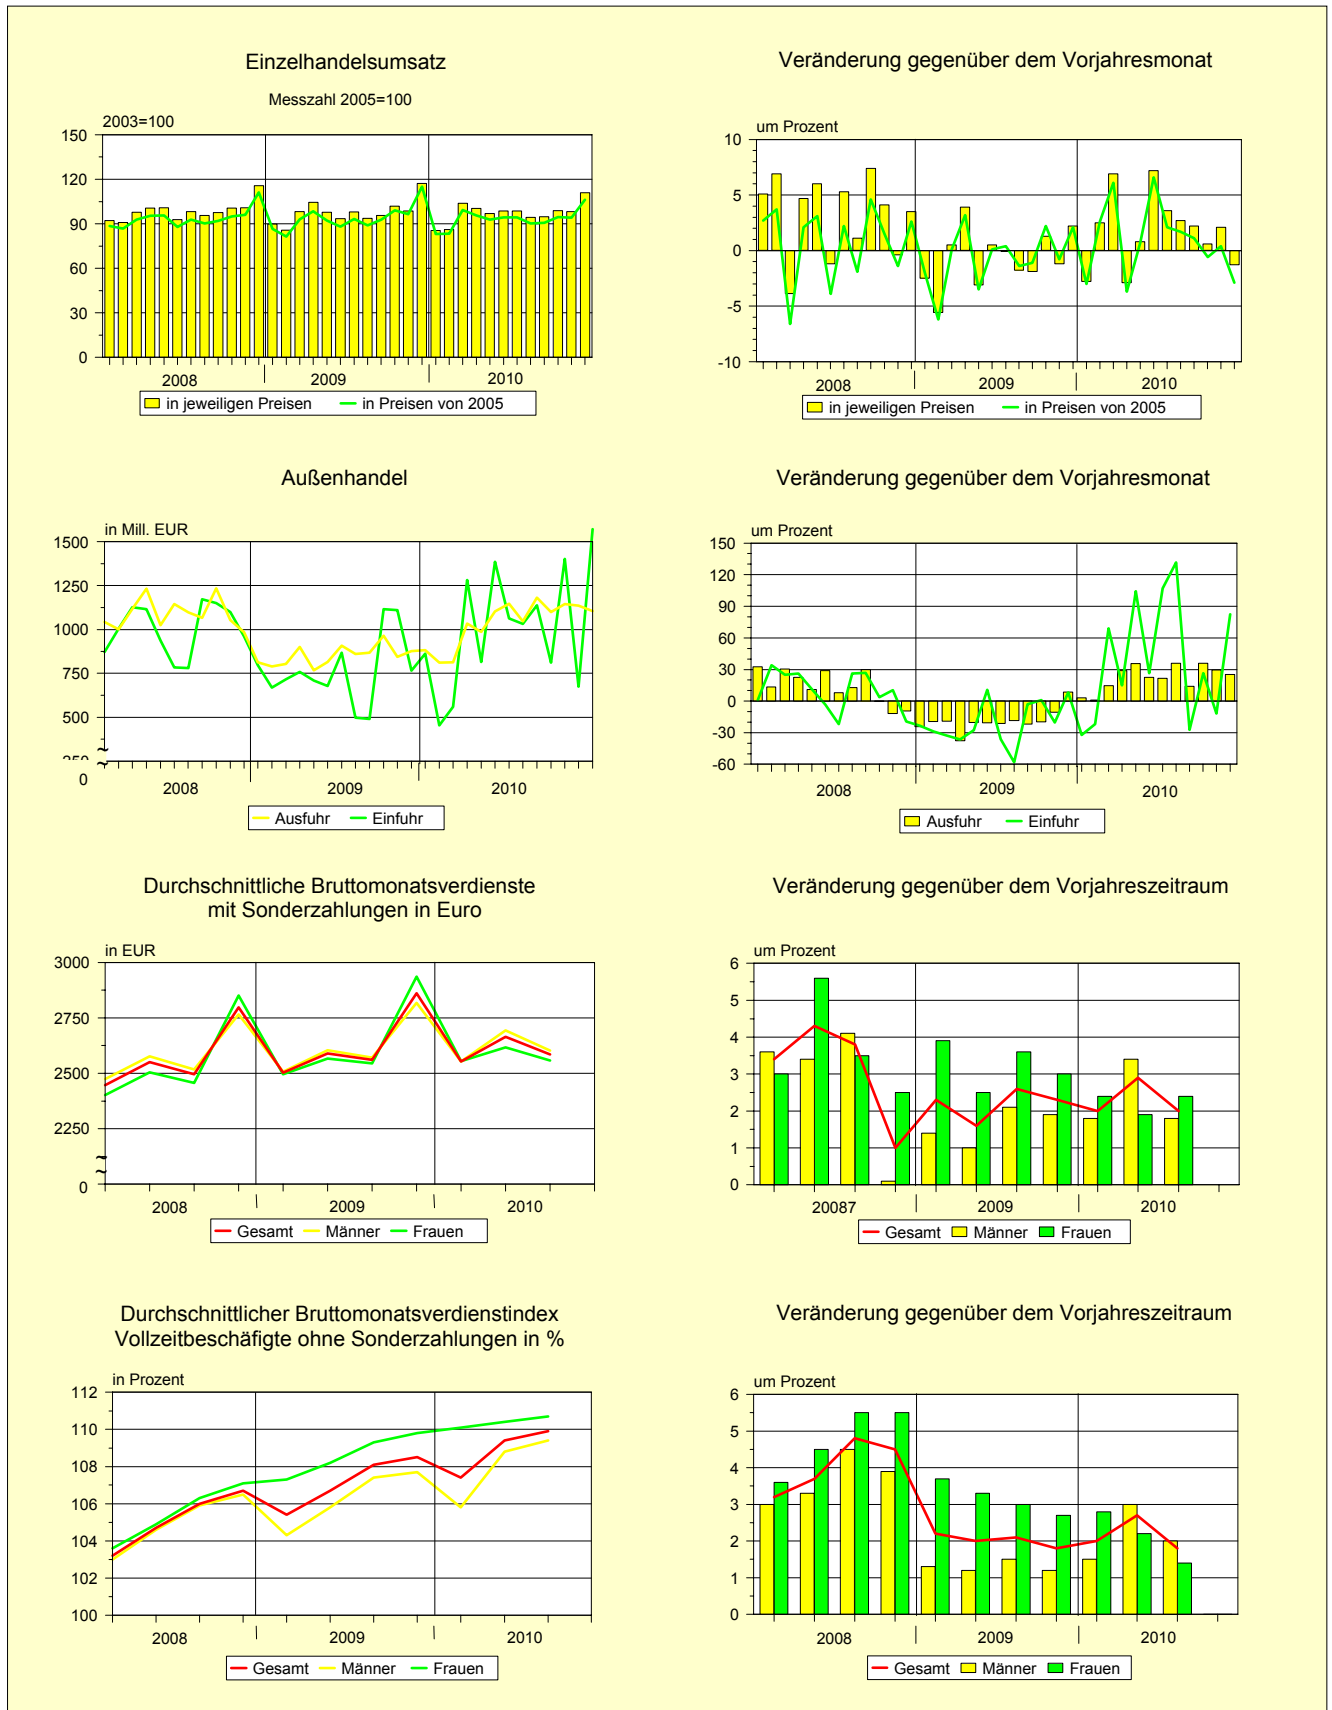 Einzelhandelsumsatz
Messzahl 2005=100
2003=100
150
120
90
60
30
0
2008 2009 2010
in jeweiligen Preisen in Preisen von 2005
Veränderung gegenüber dem Vorjahresmonat
um Prozent
10
5
0
-5
-10
2008 2009 2010
in jeweiligen Preisen in Preisen von 2005
Außenhandel
in Mill. EUR
1500
1250
1000
750
500
250
0
2008 2009 2010
Ausfuhr Einfuhr
Veränderung gegenüber dem Vorjahresmonat
um Prozent
150
120
90
60
30
0
-30
-60
2008 2009 2010
Ausfuhr Einfuhr
Durchschnittliche Bruttomonatsverdienste
mit Sonderzahlungen in Euro
in EUR
3000
2750
2500
2250
0
2008 2009 2010
Gesamt Männer Frauen
Veränderung gegenüber dem Vorjahreszeitraum
um Prozent
6
5
4
3
2
1
0
20087 2009 2010
Gesamt Männer Frauen
Durchschnittlicher Bruttomonatsverdienstindex
Vollzeitbeschäfigte ohne Sonderzahlungen in %
in Prozent
112
110
108
106
104
102
100
2008 2009 2010
Gesamt Männer Frauen
Veränderung gegenüber dem Vorjahreszeitraum
um Prozent
6
5
4
3
2
1
0
2008 2009 2010
Gesamt Männer Frauen